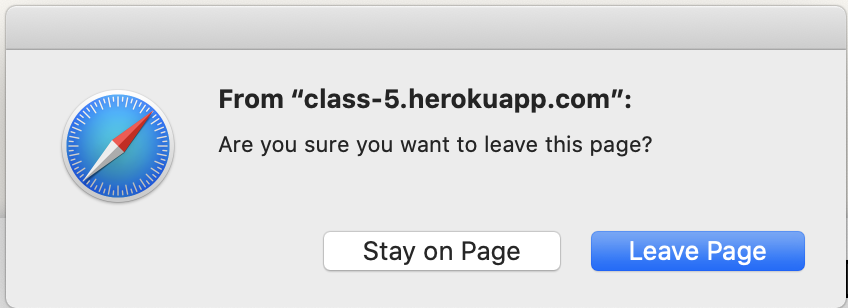 From “class-5.herokuapp.com”:
Are you sure you want to leave this page?
Stay on Page
Leave Page